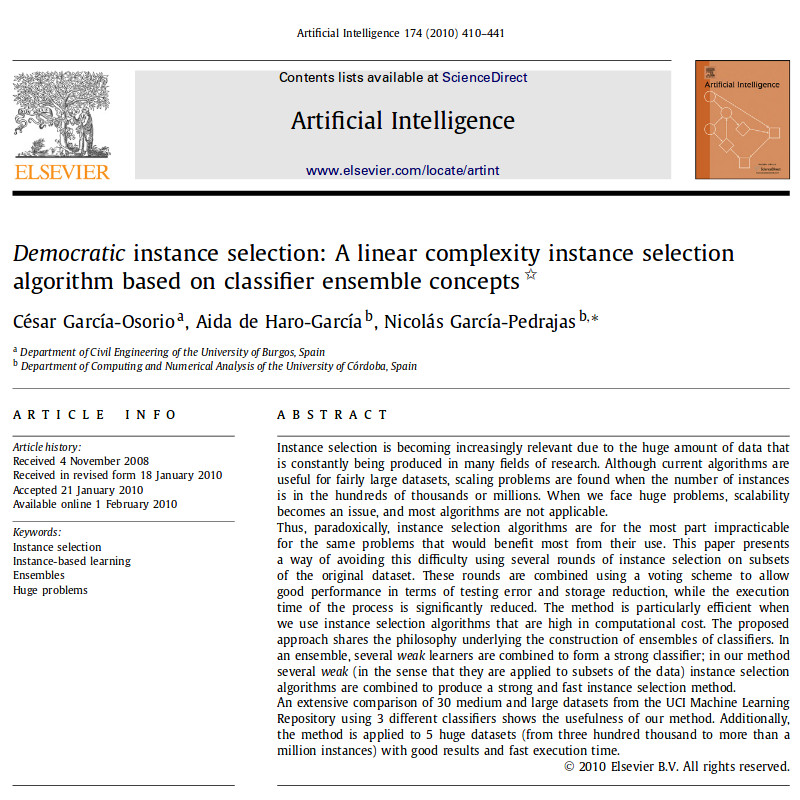 Artificial Intelligence 174 (2010) 410–441
Contents lists available at ScienceDirect
Artificial Intelligence
www.elsevier.com/locate/artint
ELSEVIER
Artificial Intelligence
Democratic instance selection: A linear complexity instance selection
algorithm based on classifier ensemble concepts ☆
César García-Osorio a, Aida de Haro-García b, Nicolás García-Pedrajas b,∗
a Department of Civil Engineering of the University of Burgos, Spain
b Department of Computing and Numerical Analysis of the University of Córdoba, Spain
ARTICLE INFO
Article history:
Received 4 November 2008
Received in revised form 18 January 2010
Accepted 21 January 2010
Available online 1 February 2010
Keywords:
Instance selection
Instance-based learning
Ensembles
Huge problems
ABSTRACT
Instance selection is becoming increasingly relevant due to the huge amount of data that
is constantly being produced in many fields of research. Although current algorithms are
useful for fairly large datasets, scaling problems are found when the number of instances
is in the hundreds of thousands or millions. When we face huge problems, scalability
becomes an issue, and most algorithms are not applicable.
Thus, paradoxically, instance selection algorithms are for the most part impracticable
for the same problems that would benefit most from their use. This paper presents
a way of avoiding this difficulty using several rounds of instance selection on subsets
of the original dataset. These rounds are combined using a voting scheme to allow
good performance in terms of testing error and storage reduction, while the execution
time of the process is significantly reduced. The method is particularly efficient when
we use instance selection algorithms that are high in computational cost. The proposed
approach shares the philosophy underlying the construction of ensembles of classifiers. In
an ensemble, several weak learners are combined to form a strong classifier; in our method
several weak (in the sense that they are applied to subsets of the data) instance selection
algorithms are combined to produce a strong and fast instance selection method.
An extensive comparison of 30 medium and large datasets from the UCI Machine Learning
Repository using 3 different classifiers shows the usefulness of our method. Additionally,
the method is applied to 5 huge datasets (from three hundred thousand to more than a
million instances) with good results and fast execution time.
© 2010 Elsevier B.V. All rights reserved.